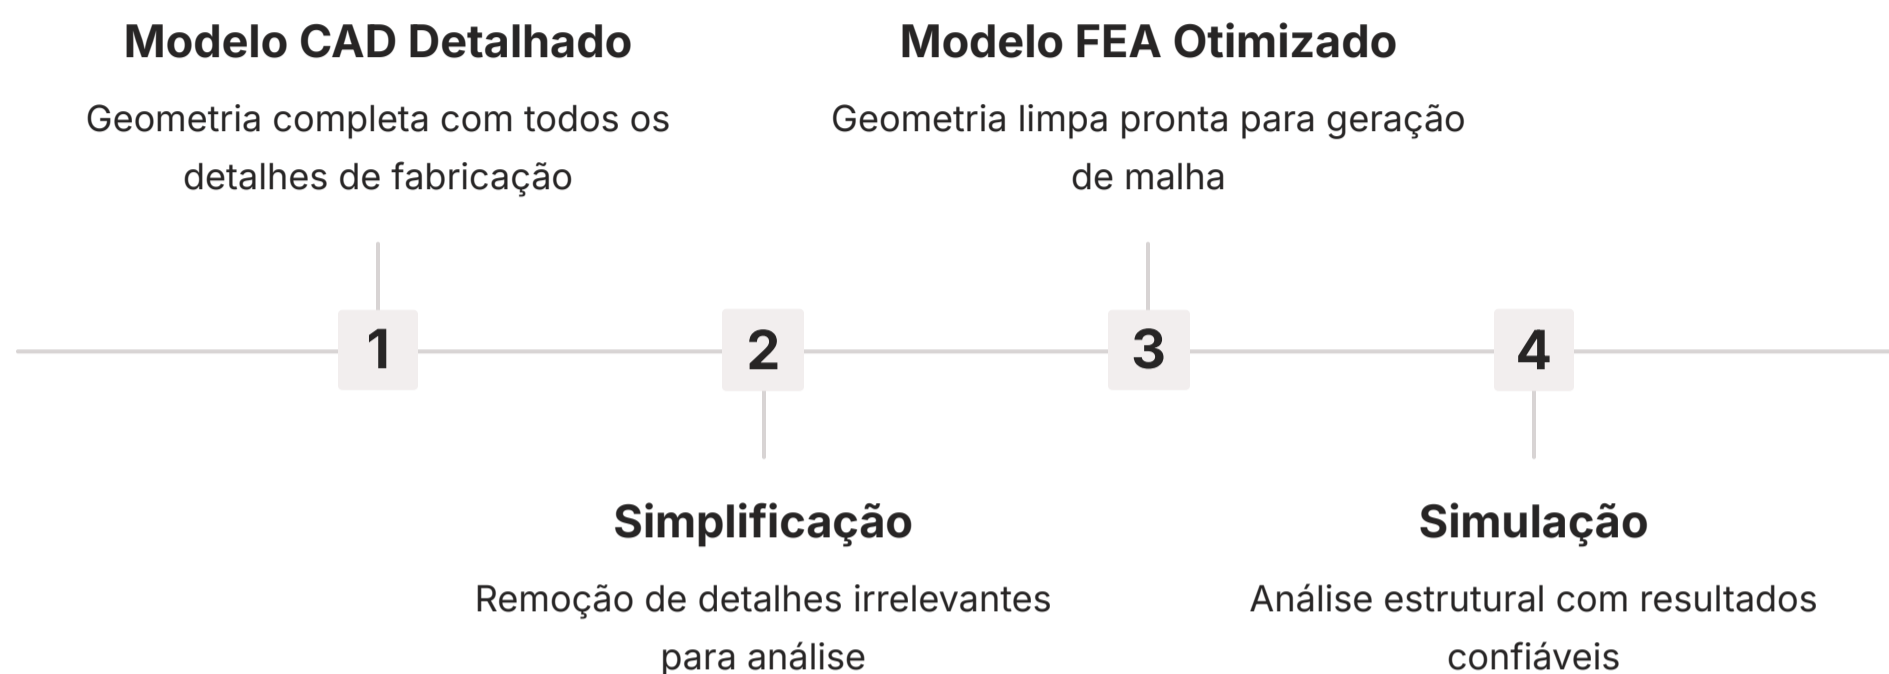 Modelo CAD Detalhado
Geometria completa com todos os
detalhes de fabricação
Modelo FEA Otimizado
Geometria limpa pronta para geração
de malha
1
2
3
4
Simplificação
Remoção de detalhes irrelevantes
para análise
Simulação
Análise estrutural com resultados
confiáveis